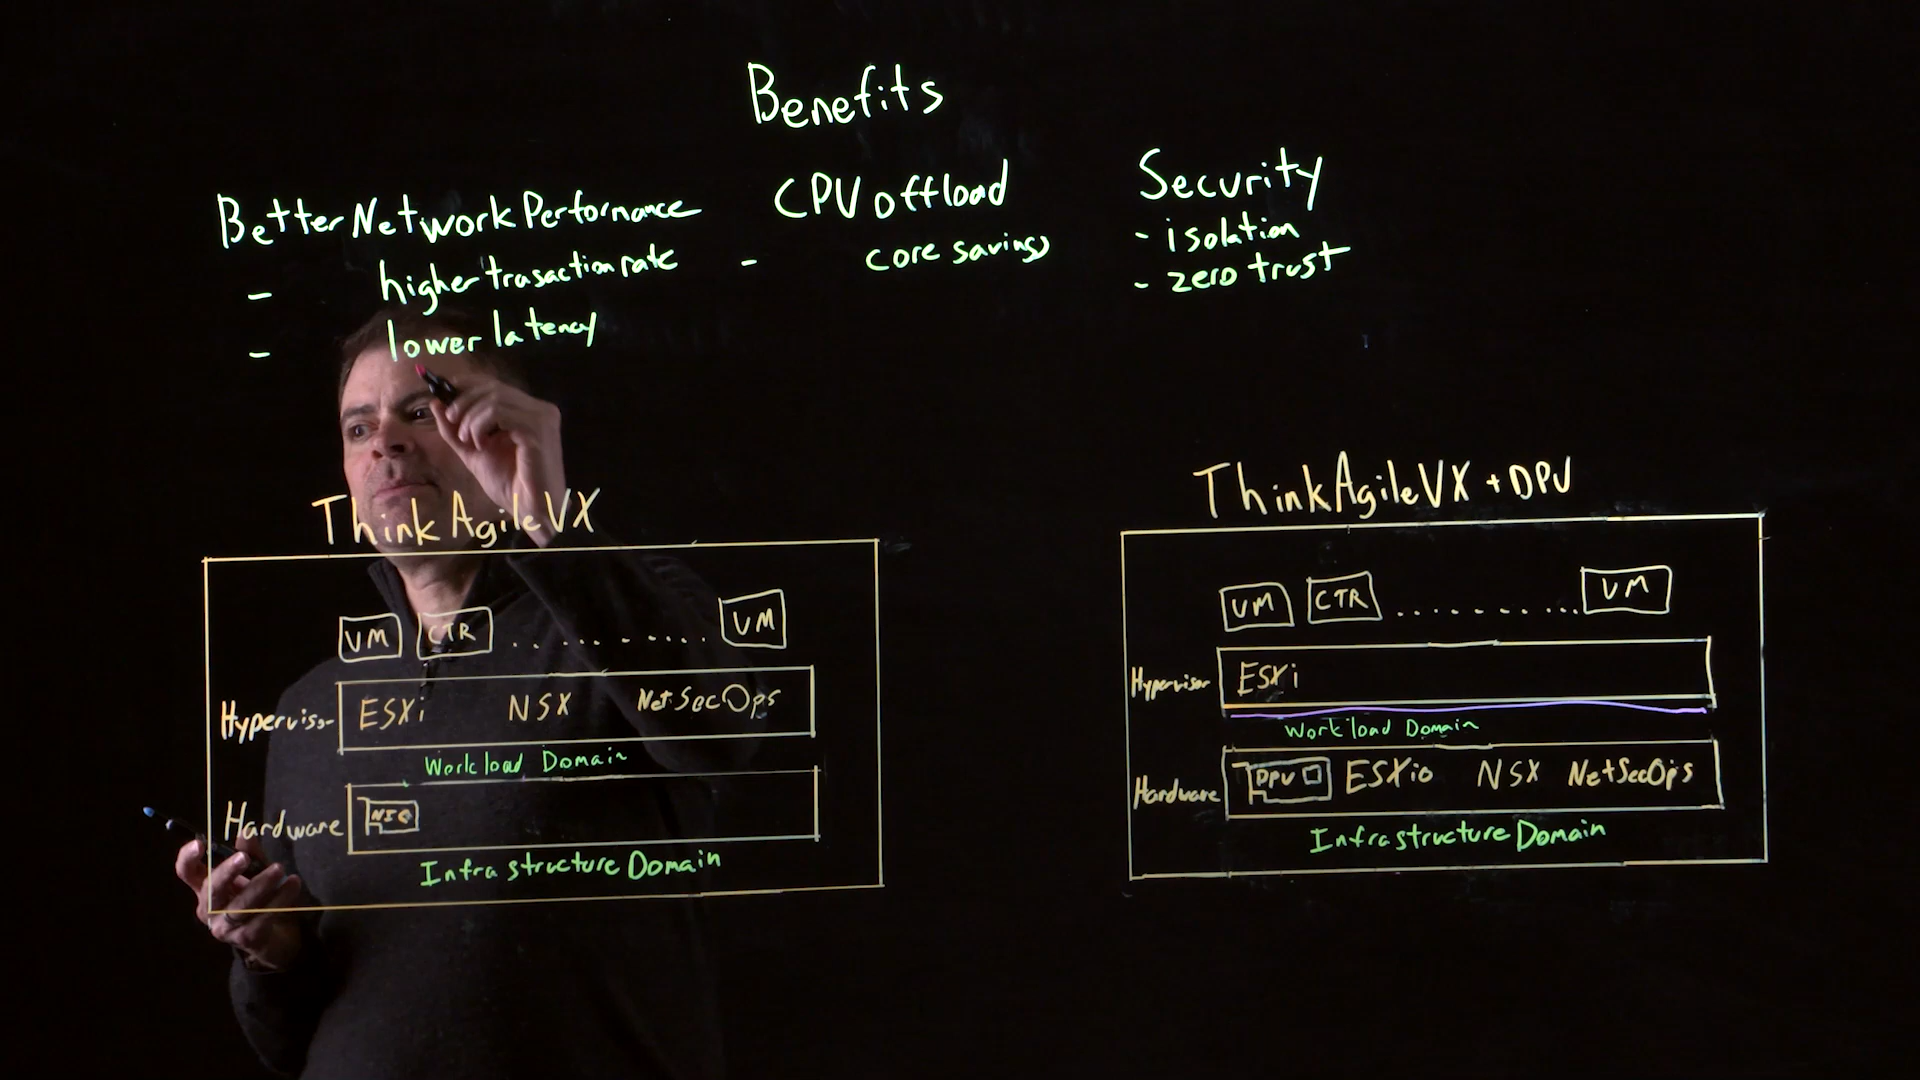 Benefits
Better Network Performance
- higher trasaction rate
- lower latency
CPU offload
- core savings
Security
- isolation
- zero trust
ThinkAgile VX
VM CTR .......... VM
Hypervisor ESXi NSX NetSecOps
Workload Domain
Hardware NIC
Infrastructure Domain
ThinkAgile VX + DPU
VM CTR .......... VM
Hypervisor ESXi
Workload Domain
Hardware DPU ESXio NSX NetSecOps
Infrastructure Domain